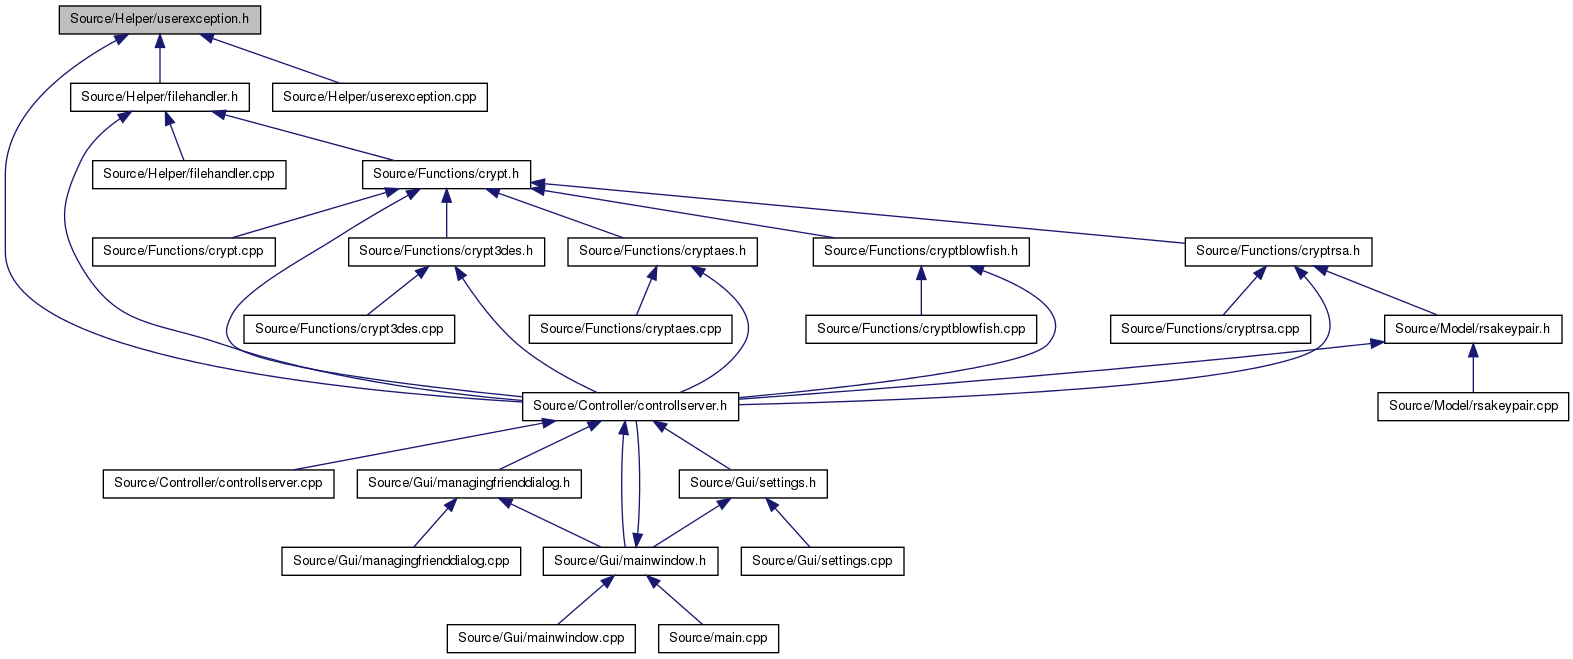 Source/Helper/userexception.h
Source/Helper/filehandler.h
Source/Helper/userexception.cpp
Source/Helper/filehandler.cpp
Source/Functions/crypt.h
Source/Functions/crypt.cpp
Source/Functions/crypt3des.h
Source/Functions/cryptaes.h
Source/Functions/cryptblowfish.h
Source/Functions/cryptrsa.h
Source/Functions/crypt3des.cpp
Source/Functions/cryptaes.cpp
Source/Functions/cryptblowfish.cpp
Source/Functions/cryptrsa.cpp
Source/Model/rsakeypair.h
Source/Controller/controllserver.h
Source/Model/rsakeypair.cpp
Source/Controller/controllserver.cpp
Source/Gui/managingfrienddialog.h
Source/Gui/settings.h
Source/Gui/managingfrienddialog.cpp
Source/Gui/mainwindow.h
Source/Gui/settings.cpp
Source/Gui/mainwindow.cpp
Source/main.cpp